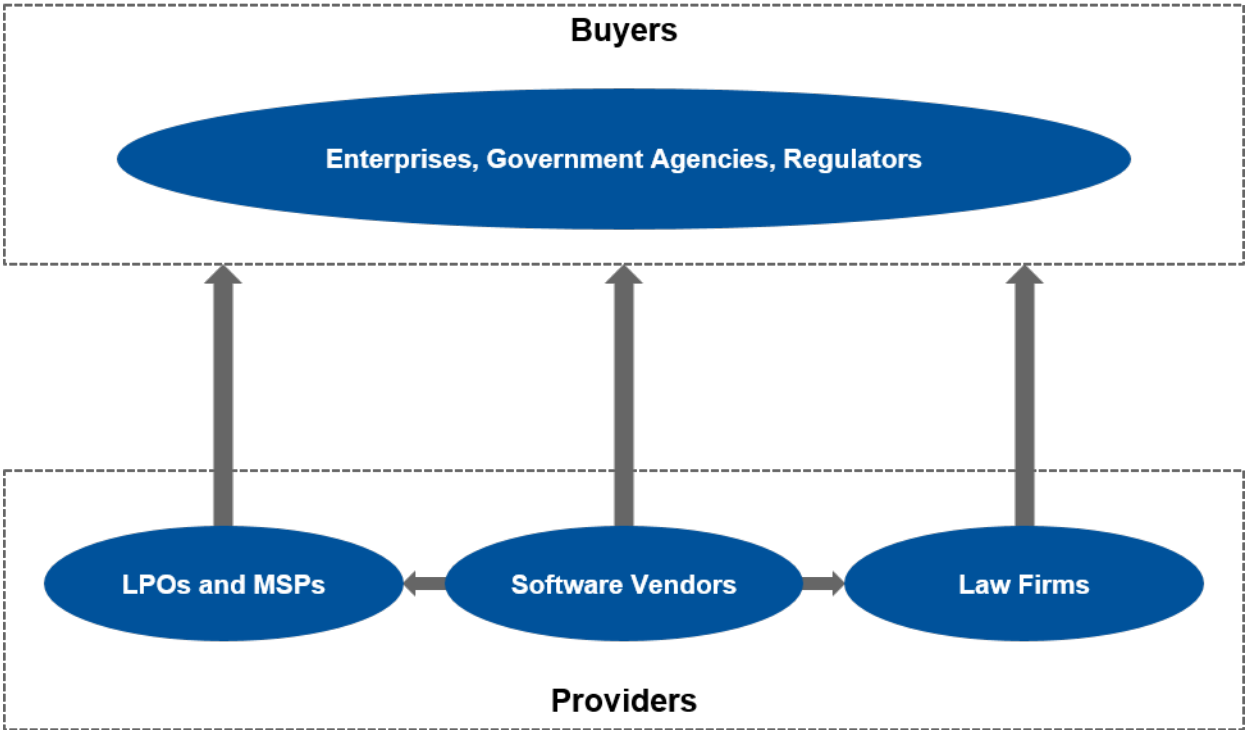 Buyers
Enterprises, Government Agencies, Regulators
LPOs and MSPs
Software Vendors
Law Firms
Providers